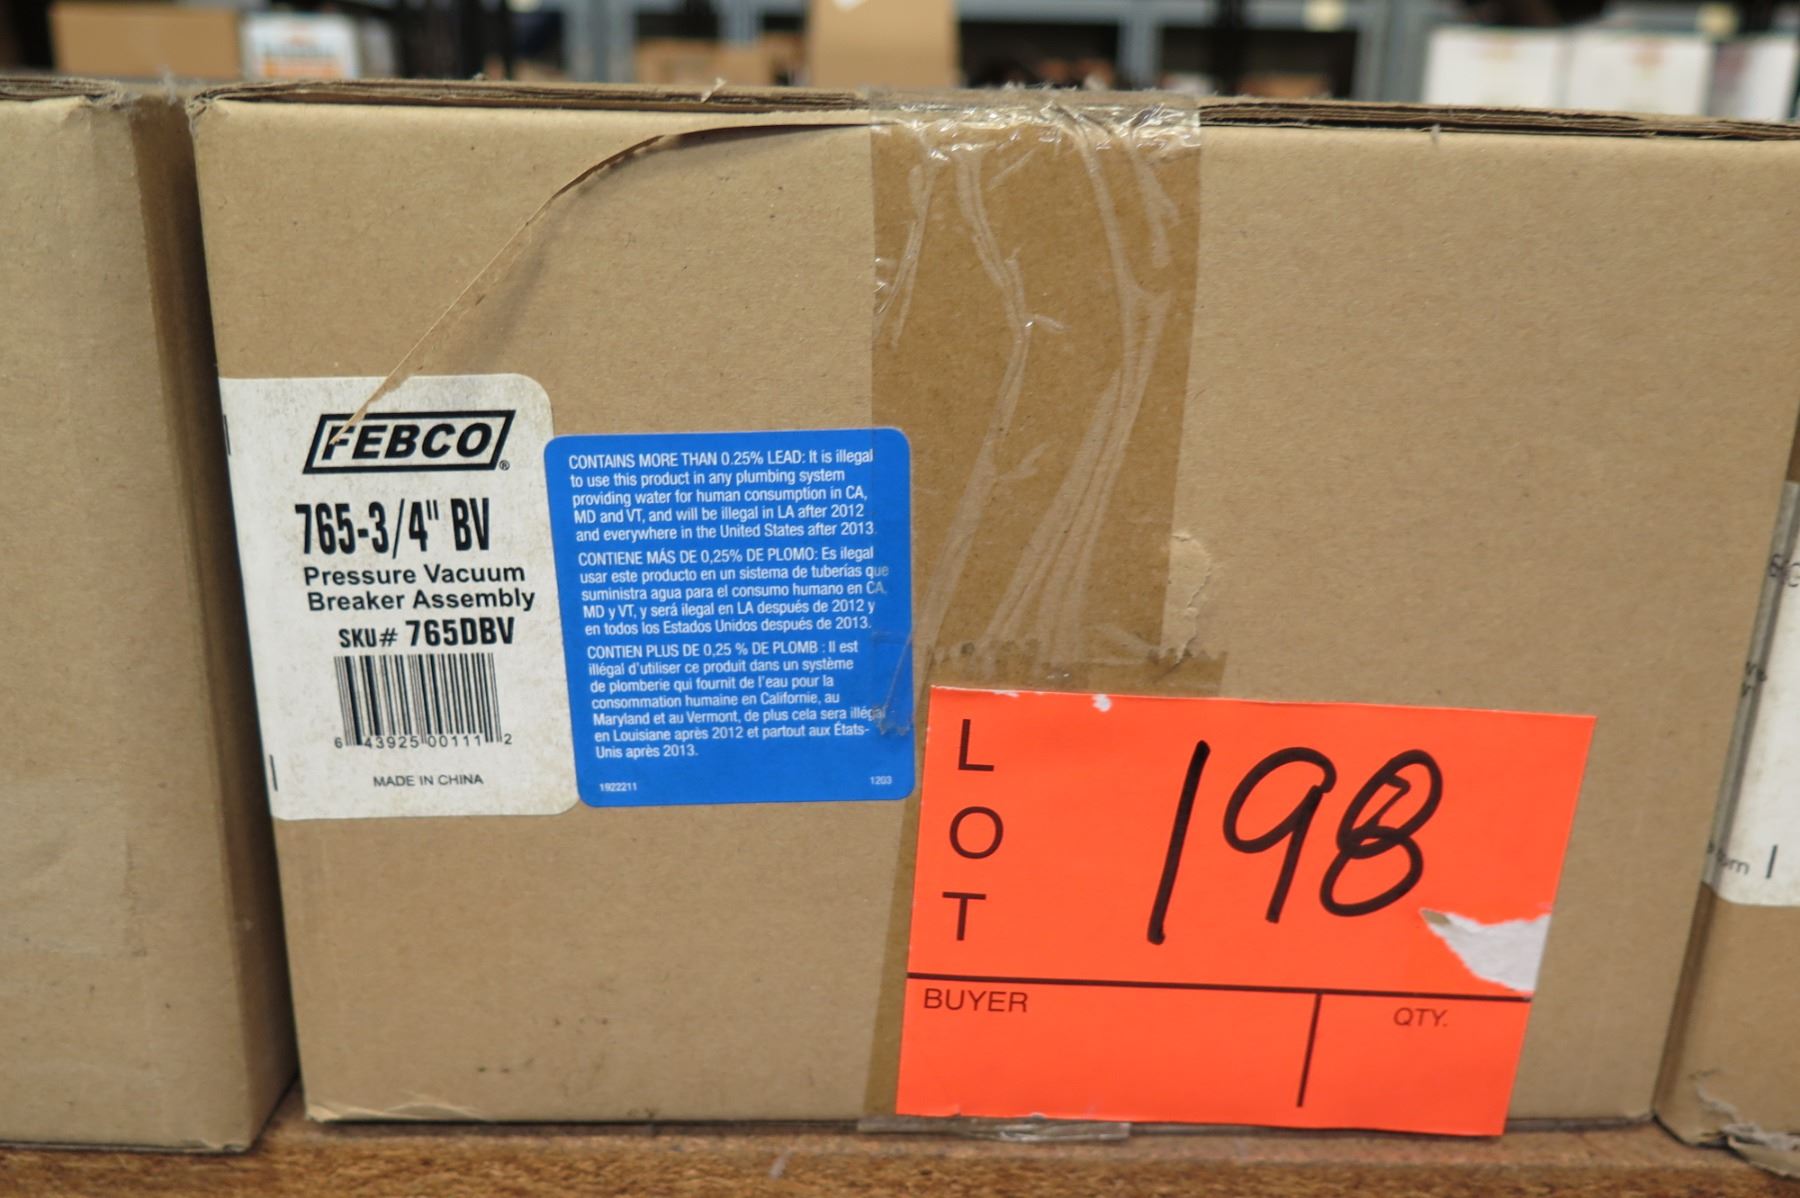 FEBCO®
765-3/4" BV
Pressure Vacuum
Breaker Assembly
SKU# 765DBV
6 43925 00111 2
MADE IN CHINA
CONTAINS MORE THAN 0.25% LEAD: It is illegal
to use this product in any plumbing system
providing water for human consumption in CA,
MD and VT, and will be illegal in LA after 2012
and everywhere in the United States after 2013.
CONTIENE MÁS DE 0,25% DE PLOMO: Es ilegal
usar este producto en un sistema de tuberías que
suministra agua para el consumo humano en CA,
MD y VT, y será ilegal en LA después de 2012 y
en todos los Estados Unidos después de 2013.
CONTIEN PLUS DE 0,25 % DE PLOMB : Il est
illégal d'utiliser ce produit dans un système
de plomberie qui fournit de l'eau pour la
consommation humaine en Californie, au
Maryland et au Vermont, de plus cela sera illégal
en Louisiane après 2012 et partout aux États-
Unis après 2013.
1922211 1203
LOT
198
BUYER QTY.